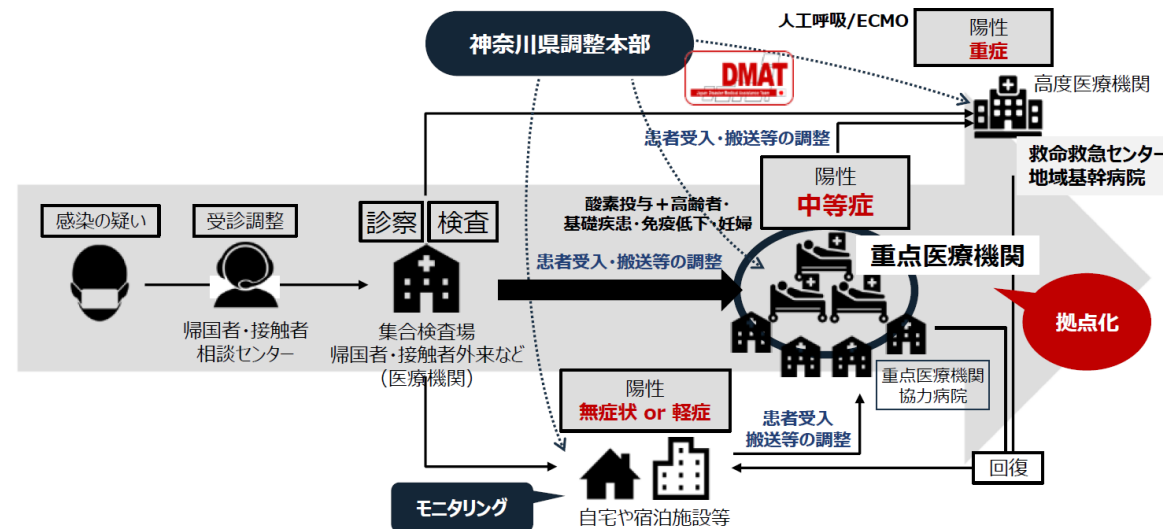 神奈川県調整本部
DMAT
Japan Disaster Medical Assistance Team
人工呼吸/ECMO
陽性
重症
高度医療機関
救命救急センター
地域基幹病院
患者受入・搬送等の調整
陽性
中等症
酸素投与+高齢者・
基礎疾患・免疫低下・妊婦
患者受入・搬送等の調整
重点医療機関
拠点化
感染の疑い
受診調整
診察
検査
帰国者・接触者
相談センター
集合検査場
帰国者・接触者外来など
(医療機関)
重点医療機関
協力病院
陽性
無症状 or 軽症
患者受入
搬送等の調整
回復
モニタリング
自宅や宿泊施設等